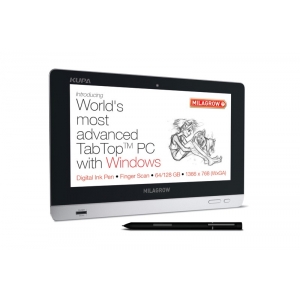 XUPA
introducing
MILAGROW
World's
most
advanced
TabTop™ PC
with Windows
Digital Ink Pen • Finger Scan • 64/128 GB • 1366 x 768 (WxGA)
MILAGROW